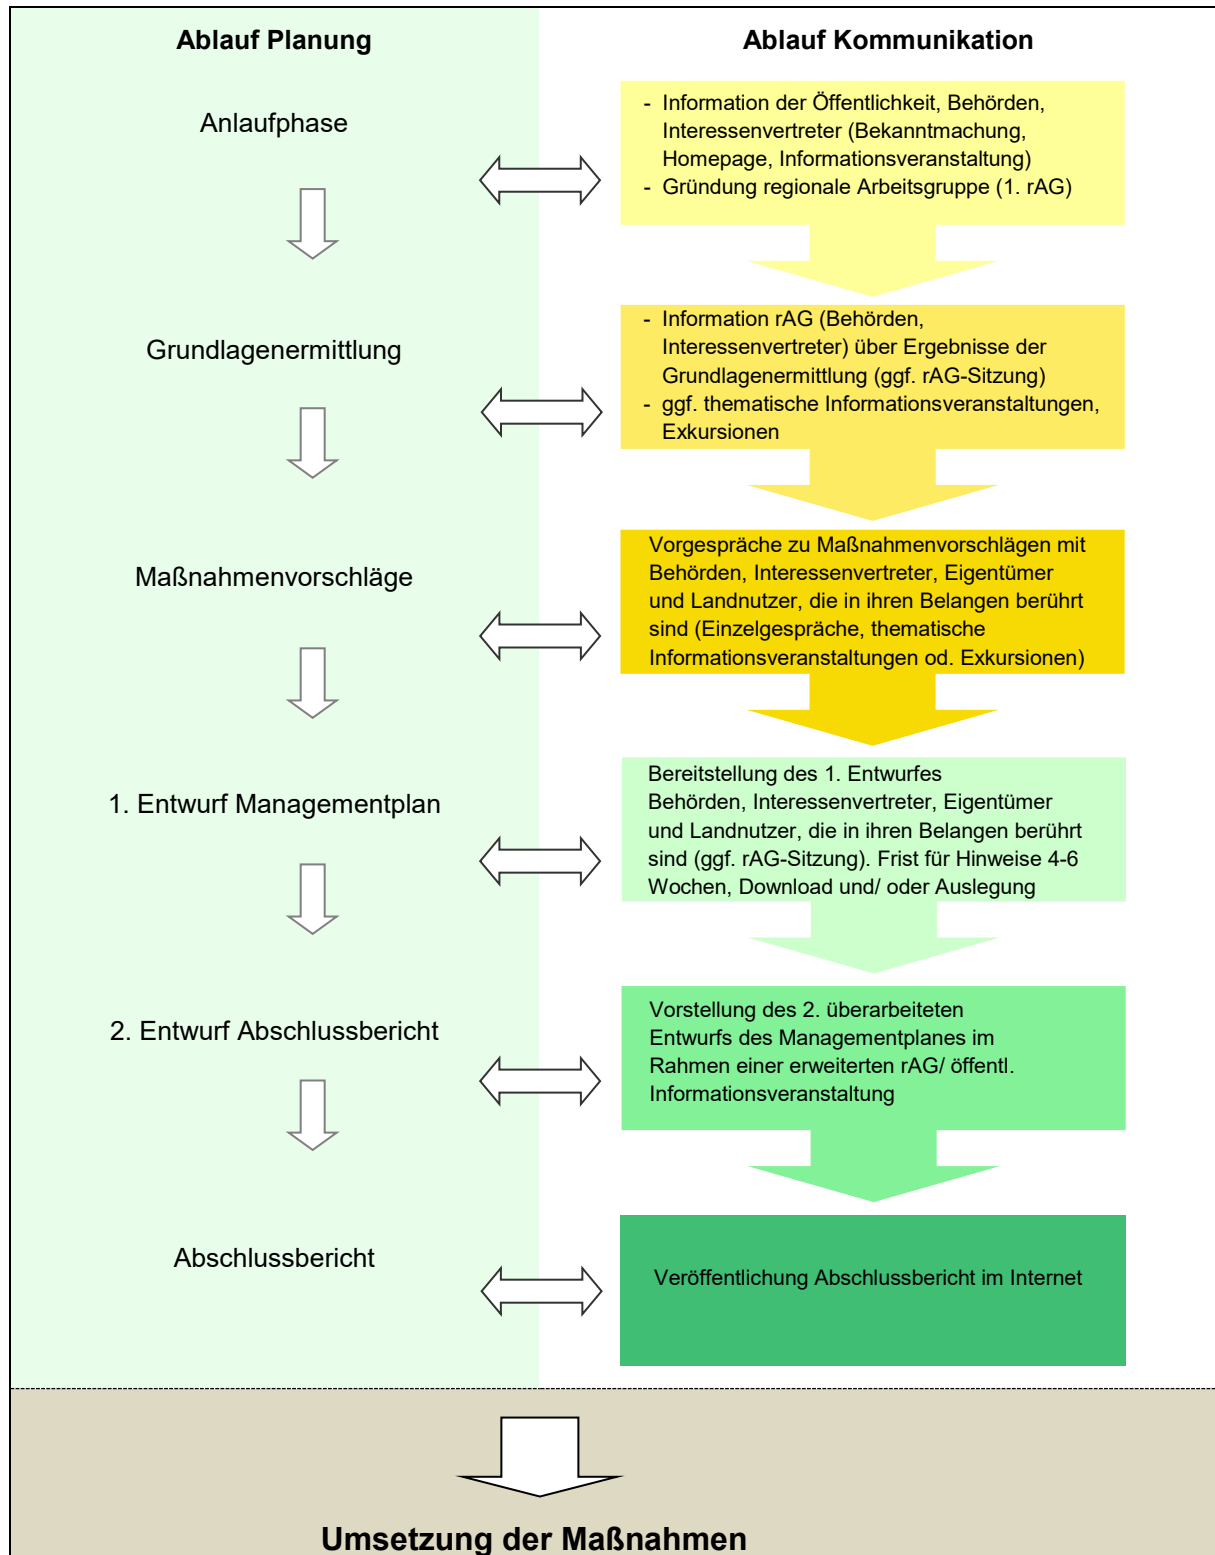 Ablauf Planung
Ablauf Kommunikation
Anlaufphase
- Information der Öffentlichkeit, Behörden,
Interessenvertreter (Bekanntmachung,
Homepage, Informationsveranstaltung)
- Gründung regionale Arbeitsgruppe (1. rAG)
Grundlagenermittlung
- Information rAG (Behörden,
Interessenvertreter) über Ergebnisse der
Grundlagenermittlung (ggf. rAG-Sitzung)
- ggf. thematische Informationsveranstaltungen,
Exkursionen
Maßnahmenvorschläge
Vorgespräche zu Maßnahmenvorschlägen mit
Behörden, Interessenvertreter, Eigentümer
und Landnutzer, die in ihren Belangen berührt
sind (Einzelgespräche, thematische
Informationsveranstaltungen od. Exkursionen)
1. Entwurf Managementplan
Bereitstellung des 1. Entwurfes
Behörden, Interessenvertreter, Eigentümer
und Landnutzer, die in ihren Belangen berührt
sind (ggf. rAG-Sitzung). Frist für Hinweise 4-6
Wochen, Download und/ oder Auslegung
2. Entwurf Abschlussbericht
Vorstellung des 2. überarbeiteten
Entwurfs des Managementplanes im
Rahmen einer erweiterten rAG/ öffentl.
Informationsveranstaltung
Abschlussbericht
Veröffentlichung Abschlussbericht im Internet
Umsetzung der Maßnahmen